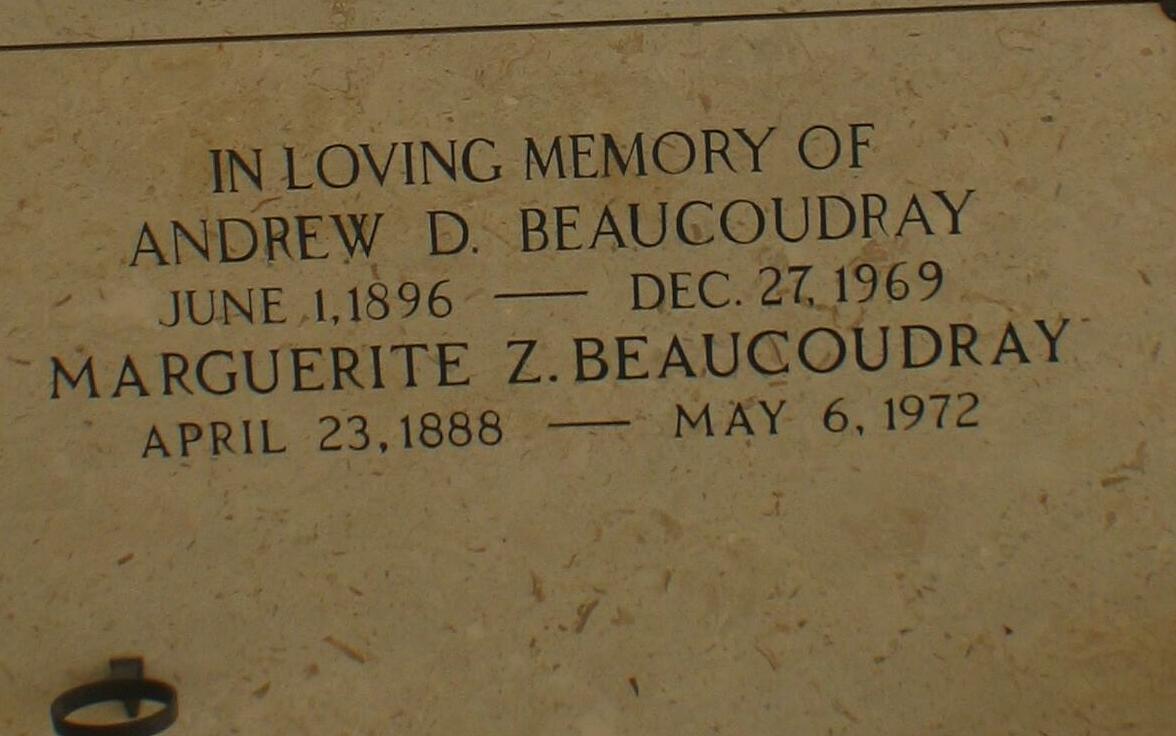 IN LOVING MEMORY OF
ANDREW D. BEAUCOUDRAY
JUNE 1, 1896 — DEC. 27, 1969
MARGUERITE Z. BEAUCOUDRAY
APRIL 23, 1888 — MAY 6, 1972